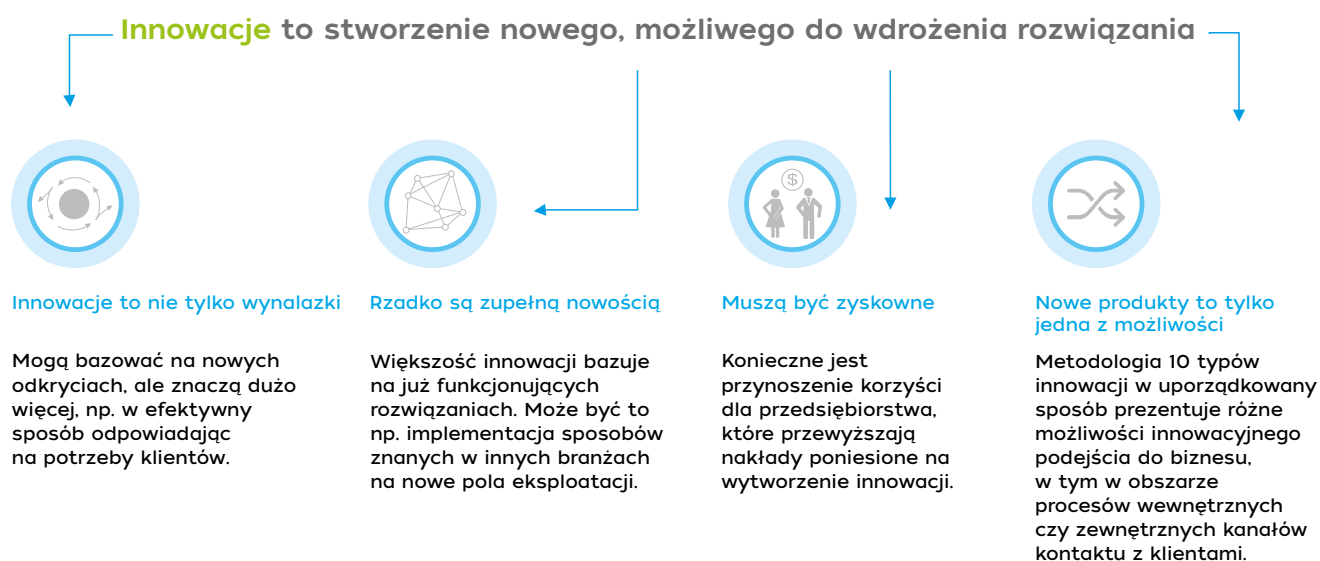 Innowacje to stworzenie nowego, możliwego do wdrożenia rozwiązania
$
Innowacje to nie tylko wynalazki
Mogą bazować na nowych
odkryciach, ale znaczą dużo
więcej, np. w efektywny
sposób odpowiadając
na potrzeby klientów.
Rzadko są zupełną nowością
Większość innowacji bazuje
na już funkcjonujących
rozwiązaniach. Może być to
np. implementacja sposobów
znanych w innych branżach
na nowe pola eksploatacji.
Muszą być zyskowne
Konieczne jest
przynoszenie korzyści
dla przedsiębiorstwa,
które przewyższają
nakłady poniesione na
wytworzenie innowacji.
Nowe produkty to tylko
jedna z możliwości
Metodologia 10 typów
innowacji w uporządkowany
sposób prezentuje różne
możliwości innowacyjnego
podejścia do biznesu,
w tym w obszarze
procesów wewnętrznych
czy zewnętrznych kanałów
kontaktu z klientami.